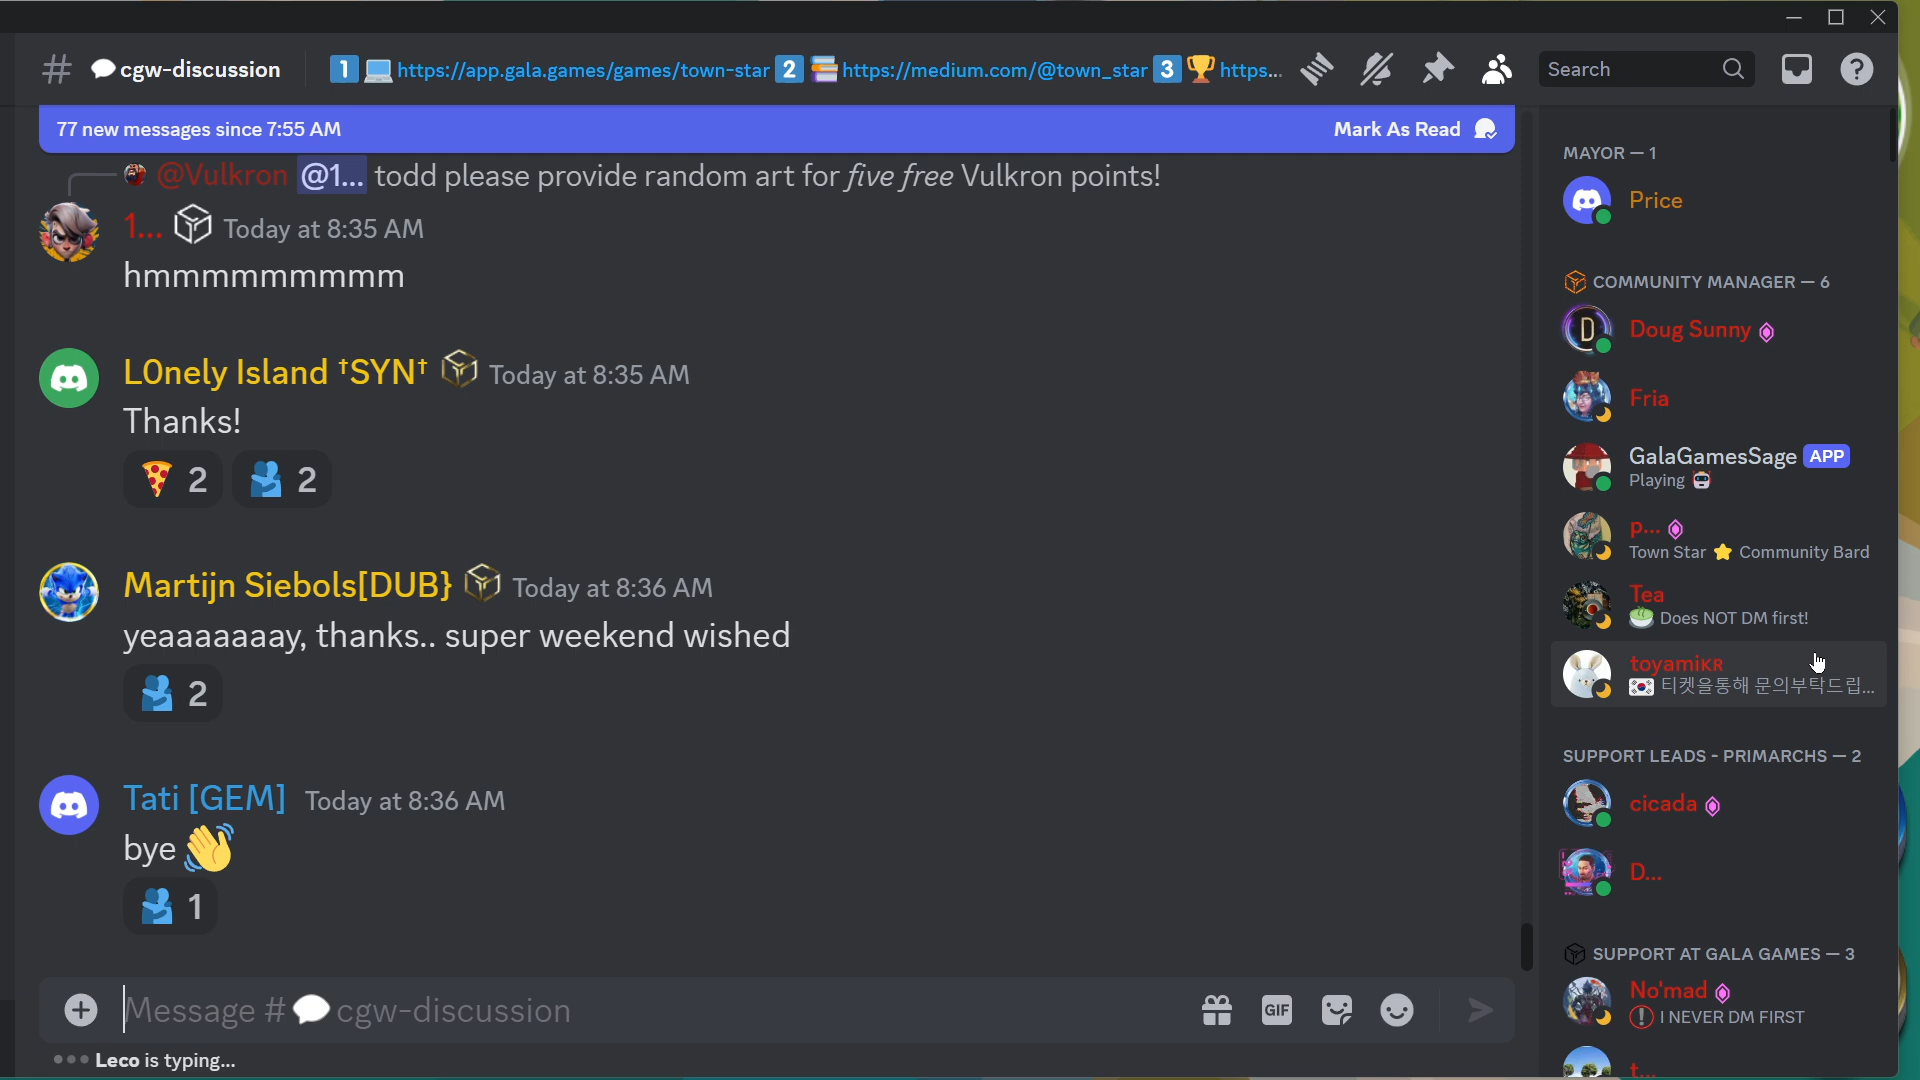 cgw-discussion
1 https://app.gala.games/games/town-star 2 https://medium.com/@town_star 3 https...
Search
77 new messages since 7:55 AM
Mark As Read
@Vulkron @1... todd please provide random art for five free Vulkron points!
1... Today at 8:35 AM
hmmmmmmmmm
L0nely Island †SYN† Today at 8:35 AM
Thanks!
2 2
Martijn Siebols[DUB} Today at 8:36 AM
yeaaaaaaay, thanks.. super weekend wished
2
Tati [GEM] Today at 8:36 AM
bye
1
Message # cgw-discussion
GIF
Leco is typing...
MAYOR — 1
Price
COMMUNITY MANAGER — 6
D
Doug Sunny
Fria
GalaGamesSage APP
Playing
p...
Town Star Community Bard
Tea
Does NOT DM first!
toyamiKR
티켓을통해 문의부탁드립...
SUPPORT LEADS - PRIMARCHS — 2
cicada
D...
SUPPORT AT GALA GAMES — 3
No'mad
I NEVER DM FIRST
t...